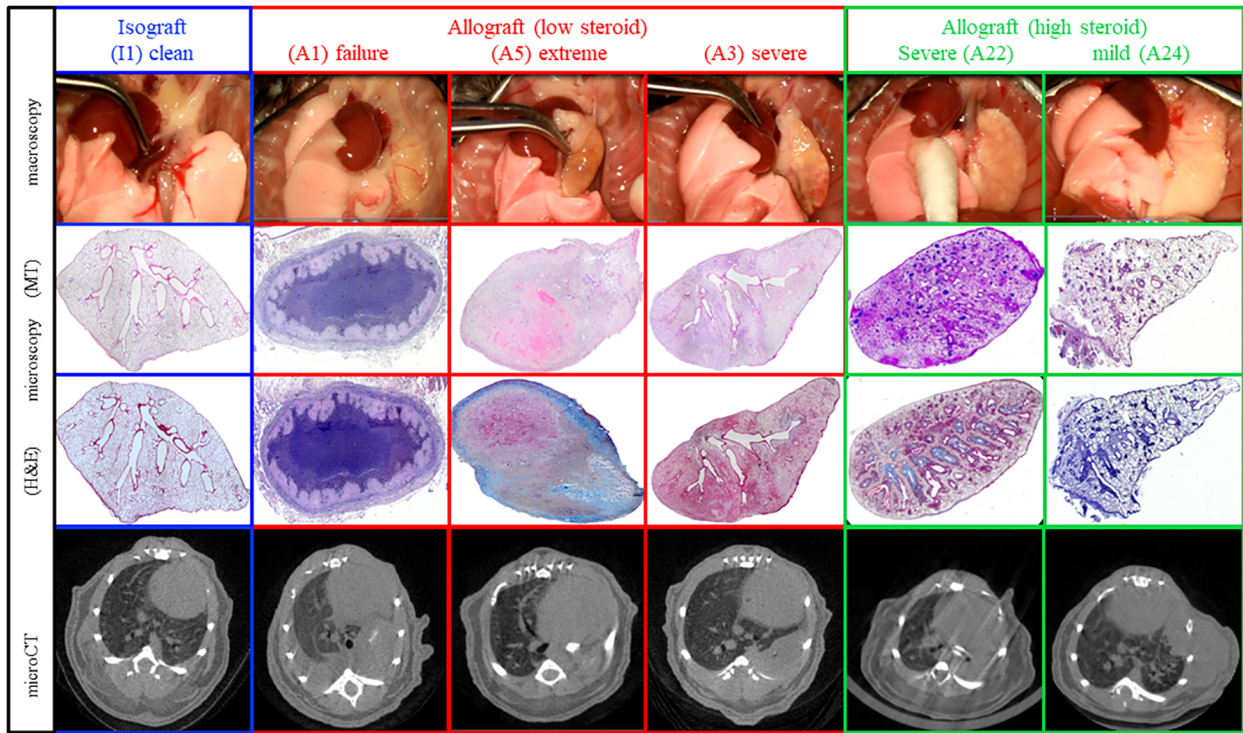 Isograft
(I1) clean
Allograft (low steroid)
(A1) failure
(A5) extreme
(A3) severe
Allograft (high steroid)
Severe (A22)
mild (A24)
macroscopy
microscopy (MT)
(H&E)
microCT